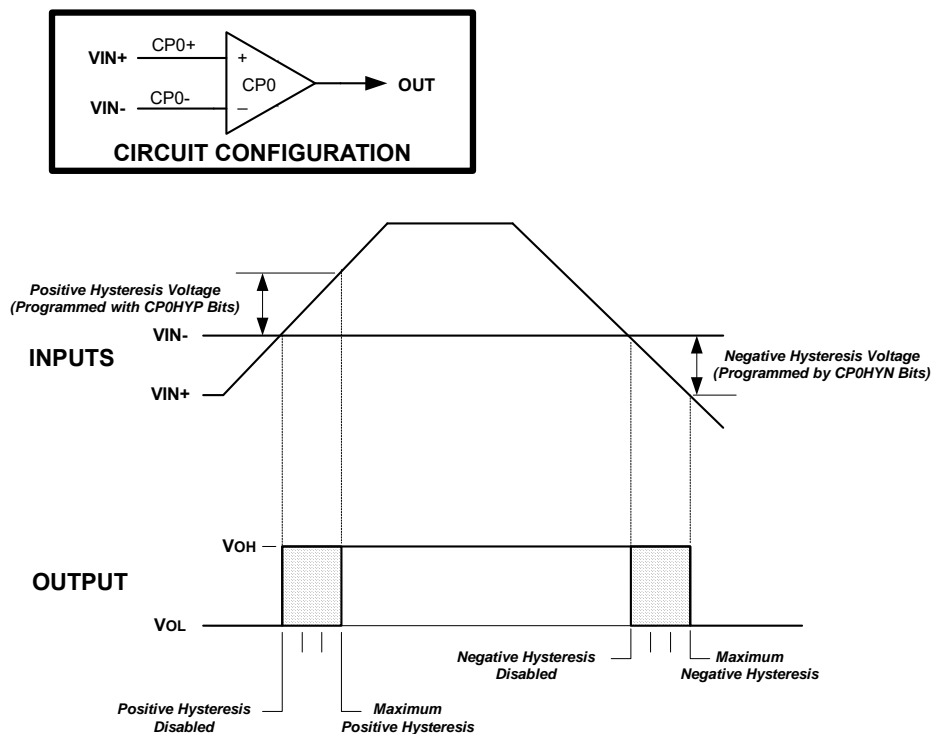 VIN+
CP0+
+
CP0
OUT
VIN-
CP0-
_
CIRCUIT CONFIGURATION
Positive Hysteresis Voltage
(Programmed with CP0HYP Bits)
VIN-
INPUTS
VIN+
Negative Hysteresis Voltage
(Programmed by CP0HYN Bits)
VOH
OUTPUT
VOL
Negative Hysteresis
Disabled
Maximum
Negative Hysteresis
Positive Hysteresis
Disabled
Maximum
Positive Hysteresis